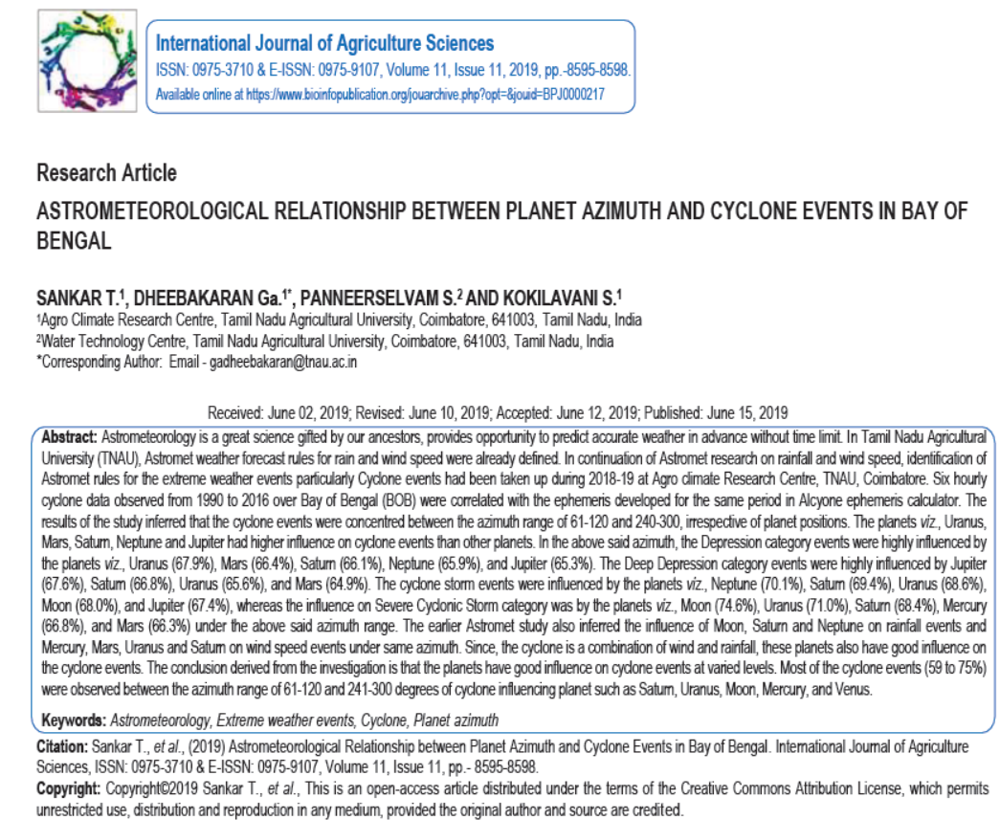 International Journal of Agriculture Sciences
ISSN: 0975-3710 & E-ISSN: 0975-9107, Volume 11, Issue 11, 2019, pp.-8595-8598.
Available online at https://www.bioinfopublication.org/jouarchive.php?opt=&jouid=BPJ0000217
Research Article
ASTROMETEOROLOGICAL RELATIONSHIP BETWEEN PLANET AZIMUTH AND CYCLONE EVENTS IN BAY OF
BENGAL
SANKAR T.¹, DHEEBAKARAN Ga.¹*, PANNEERSELVAM S.² AND KOKILAVANI S.¹
¹Agro Climate Research Centre, Tamil Nadu Agricultural University, Coimbatore, 641003, Tamil Nadu, India
²Water Technology Centre, Tamil Nadu Agricultural University, Coimbatore, 641003, Tamil Nadu, India
*Corresponding Author: Email - gadheebakaran@tnau.ac.in
Received: June 02, 2019; Revised: June 10, 2019; Accepted: June 12, 2019; Published: June 15, 2019
Abstract: Astrometeorology is a great science gifted by our ancestors, provides opportunity to predict accurate weather in advance without time limit. In Tamil Nadu Agricultural
University (TNAU), Astromet weather forecast rules for rain and wind speed were already defined. In continuation of Astromet research on rainfall and wind speed, identification of
Astromet rules for the extreme weather events particularly Cyclone events had been taken up during 2018-19 at Agro climate Research Centre, TNAU, Coimbatore. Six hourly
cyclone data observed from 1990 to 2016 over Bay of Bengal (BOB) were correlated with the ephemeris developed for the same period in Alcyone ephemeris calculator. The
results of the study inferred that the cyclone events were concentred between the azimuth range of 61-120 and 240-300, irrespective of planet positions. The planets viz., Uranus,
Mars, Saturn, Neptune and Jupiter had higher influence on cyclone events than other planets. In the above said azimuth, the Depression category events were highly influenced by
the planets viz., Uranus (67.9%), Mars (66.4%), Saturn (66.1%), Neptune (65.9%), and Jupiter (65.3%). The Deep Depression category events were highly influenced by Jupiter
(67.6%), Saturn (66.8%), Uranus (65.6%), and Mars (64.9%). The cyclone storm events were influenced by the planets viz., Neptune (70.1%), Saturn (69.4%), Uranus (68.6%),
Moon (68.0%), and Jupiter (67.4%), whereas the influence on Severe Cyclonic Storm category was by the planets viz., Moon (74.6%), Uranus (71.0%), Saturn (68.4%), Mercury
(66.8%), and Mars (66.3%) under the above said azimuth range. The earlier Astromet study also inferred the influence of Moon, Saturn and Neptune on rainfall events and
Mercury, Mars, Uranus and Saturn on wind speed events under same azimuth. Since, the cyclone is a combination of wind and rainfall, these planets also have good influence on
the cyclone events. The conclusion derived from the investigation is that the planets have good influence on cyclone events at varied levels. Most of the cyclone events (59 to 75%)
were observed between the azimuth range of 61-120 and 241-300 degrees of cyclone influencing planet such as Saturn, Uranus, Moon, Mercury, and Venus.
Keywords: Astrometeorology, Extreme weather events, Cyclone, Planet azimuth
Citation: Sankar T., et al., (2019) Astrometeorological Relationship between Planet Azimuth and Cyclone Events in Bay of Bengal. International Journal of Agriculture
Sciences, ISSN: 0975-3710 & E-ISSN: 0975-9107, Volume 11, Issue 11, pp.- 8595-8598.
Copyright: Copyright©2019 Sankar T., et al., This is an open-access article distributed under the terms of the Creative Commons Attribution License, which permits
unrestricted use, distribution and reproduction in any medium, provided the original author and source are credited.